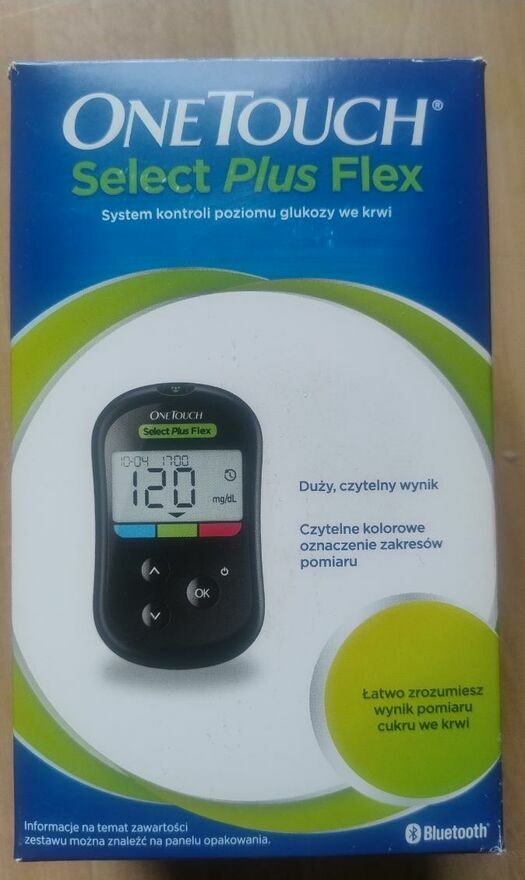 ONETOUCH®
Select Plus Flex
System kontroli poziomu glukozy we krwi
ONETOUCH
Select Plus Flex
10-04 17:00
120
mg/dL
OK
Duży, czytelny wynik
Czytelne kolorowe
oznaczenie zakresów
pomiaru
Łatwo zrozumiesz
wynik pomiaru
cukru we krwi
Informacje na temat zawartości
zestawu można znaleźć na panelu opakowania.
Bluetooth®